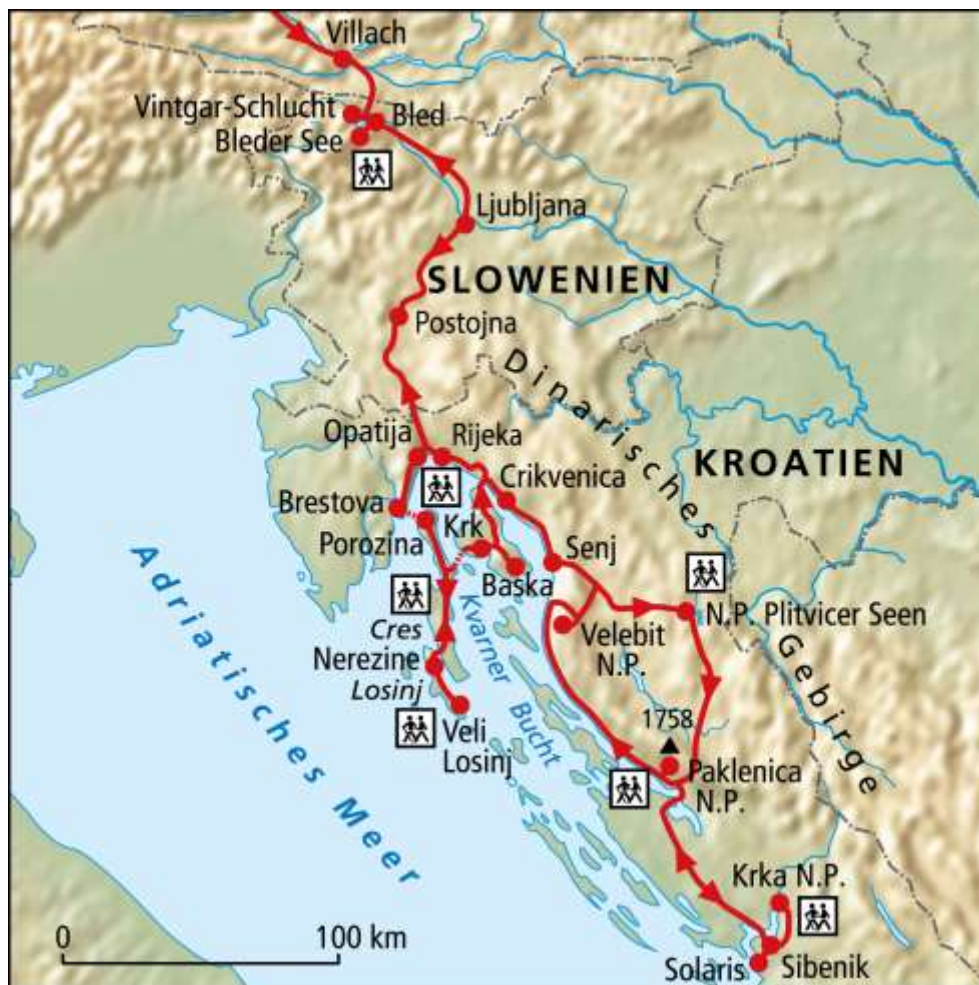 Villach
Vintgar-Schlucht
Bled
Bleder See
Ljubljana
SLOWENIEN
Postojna
Dinarisches
Gebirge
Opatija
Rijeka
KROATIEN
Crikvenica
Brestova
Krk
Porozina
Senj
Baska
N.P. Plitvicer Seen
Cres
Kvarner
Bucht
Velebit
N.P.
Nerezine
Losinj
1758
Veli
Losinj
Paklenica
N.P.
Adriatisches Meer
Krka N.P.
0
100 km
Solaris
Sibenik